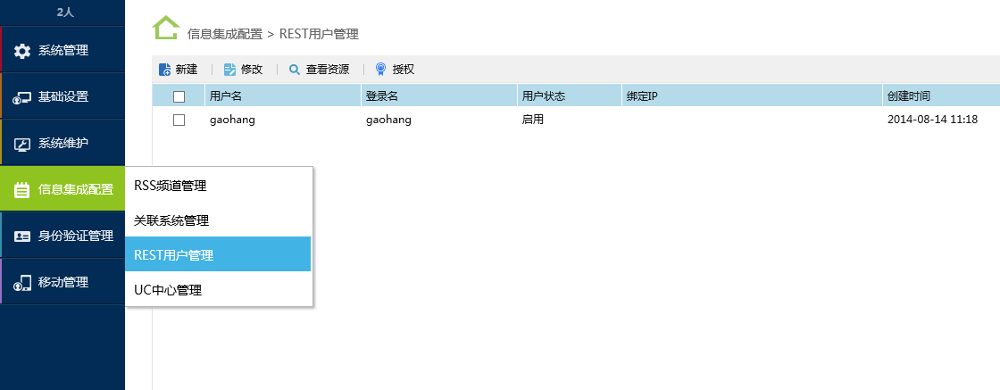 2人
系统管理
基础设置
系统维护
信息集成配置
身份验证管理
移动管理
信息集成配置 > REST用户管理
新建 修改 查看资源 授权
用户名 登录名 用户状态 绑定IP 创建时间
gaohang gaohang 启用 2014-08-14 11:18
RSS频道管理
关联系统管理
REST用户管理
UC中心管理